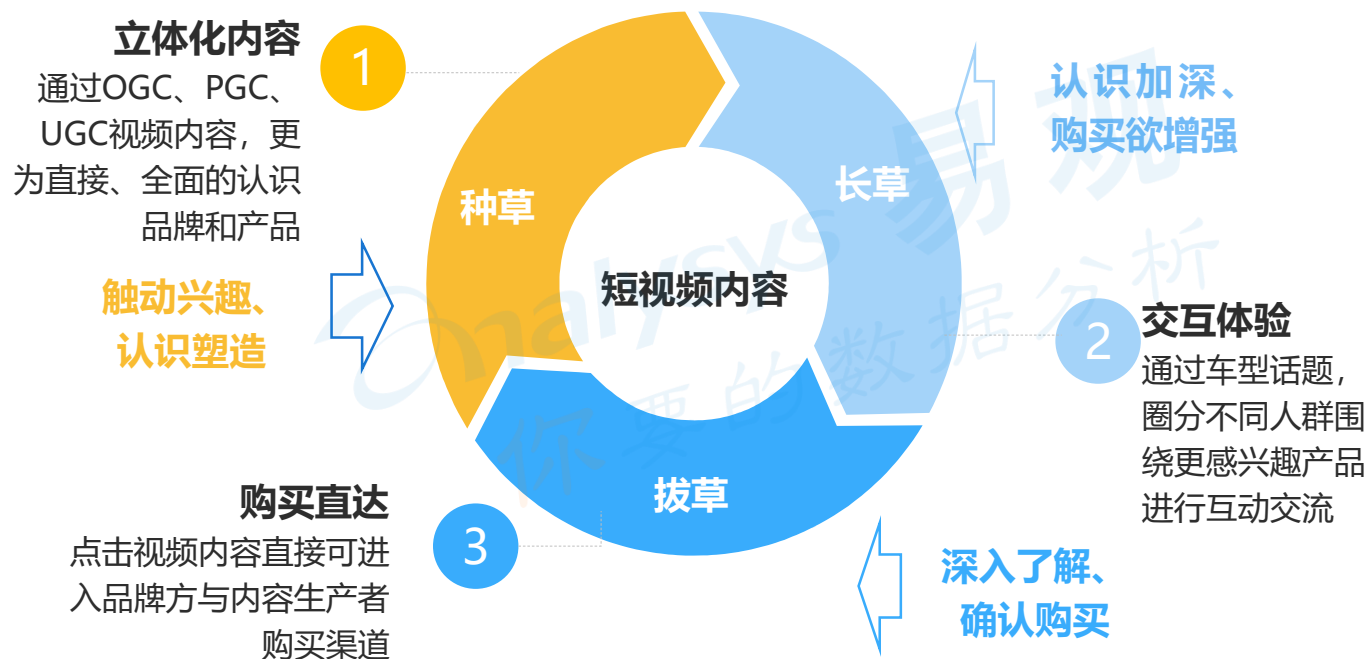 立体化内容
通过OGC、PGC、
UGC视频内容，更
为直接、全面的认识
品牌和产品
1
触动兴趣、
认识塑造
种草
长草
短视频内容
拔草
认识加深、
购买欲增强
2
交互体验
通过车型话题，
圈分不同人群围
绕更感兴趣产品
进行互动交流
购买直达
点击视频内容直接可进
入品牌方与内容生产者
购买渠道
3
深入了解、
确认购买
analysys 易观
你要的数据分析